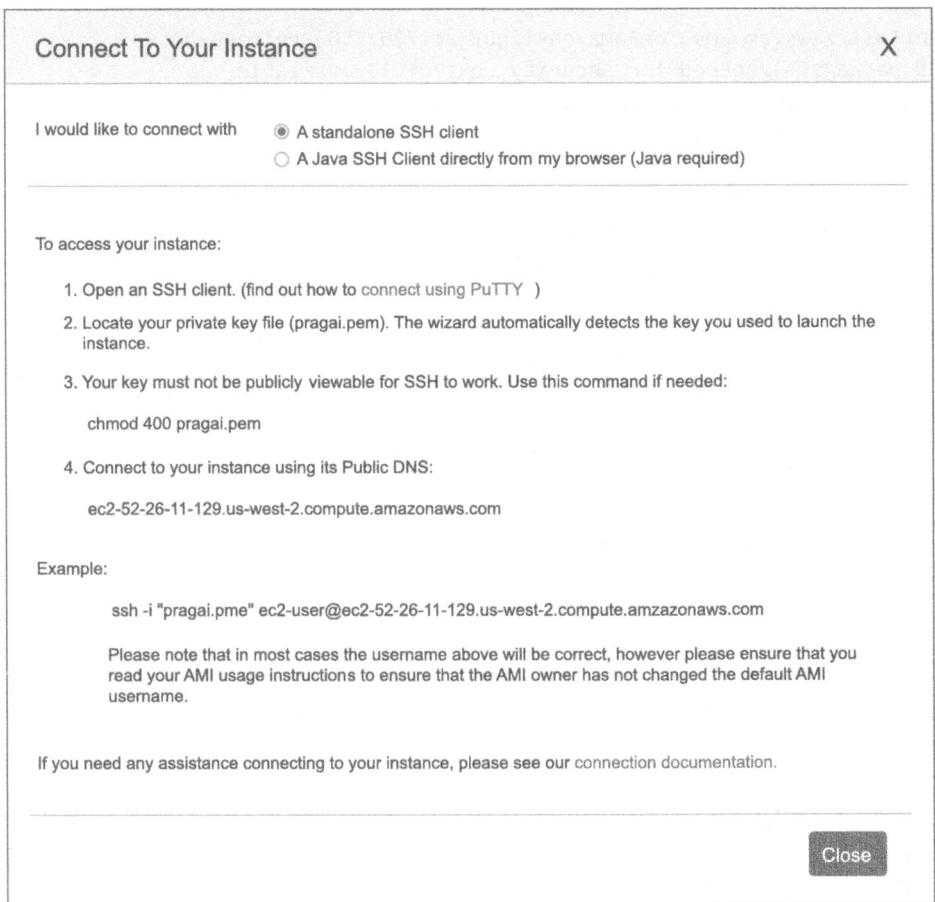 Connect To Your Instance X
I would like to connect with
A standalone SSH client
A Java SSH Client directly from my browser (Java required)
To access your instance:
1. Open an SSH client. (find out how to connect using PuTTY )
2. Locate your private key file (pragai.pem). The wizard automatically detects the key you used to launch the
instance.
3. Your key must not be publicly viewable for SSH to work. Use this command if needed:
chmod 400 pragai.pem
4. Connect to your instance using its Public DNS:
ec2-52-26-11-129.us-west-2.compute.amazonaws.com
Example:
ssh -i "pragai.pme" ec2-user@ec2-52-26-11-129.us-west-2.compute.amzazonaws.com
Please note that in most cases the username above will be correct, however please ensure that you
read your AMI usage instructions to ensure that the AMI owner has not changed the default AMI
username.
If you need any assistance connecting to your instance, please see our connection documentation.
Close